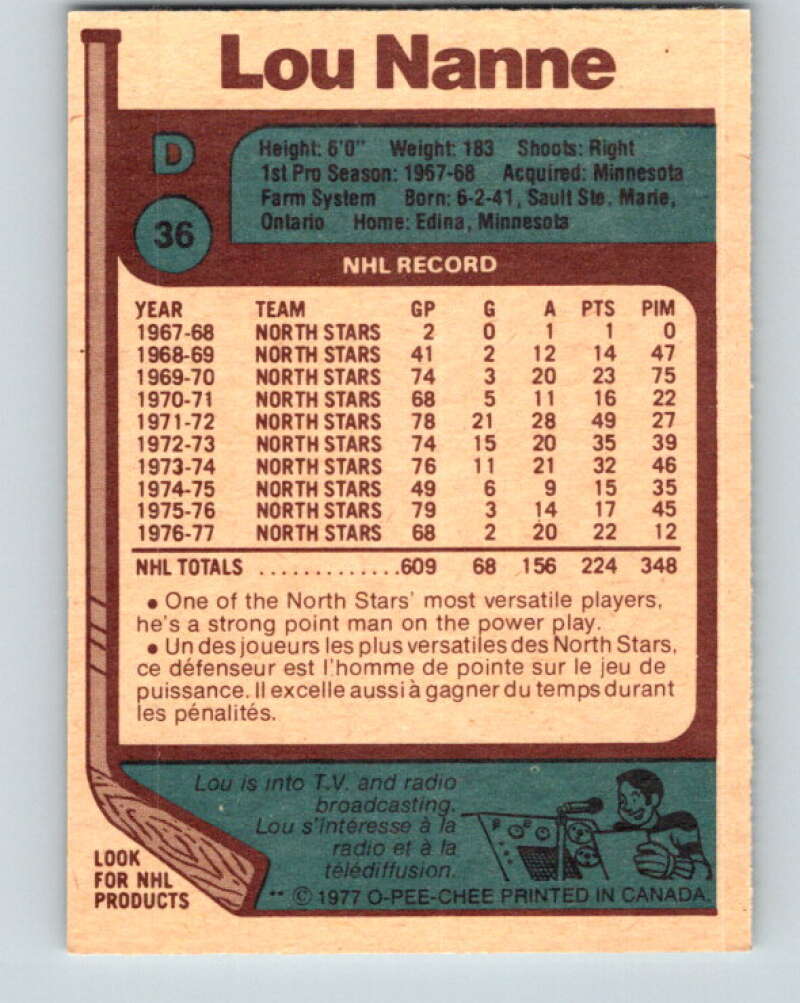 Lou Nanne
D
36
Height: 6'0" Weight: 183 Shoots: Right
1st Pro Season: 1967-68 Acquired: Minnesota
Farm System Born: 6-2-41, Sault Ste. Marie,
Ontario Home: Edina, Minnesota
NHL RECORD
YEAR TEAM GP G A PTS PIM
1967-68 NORTH STARS 2 0 1 1 0
1968-69 NORTH STARS 41 2 12 14 47
1969-70 NORTH STARS 74 3 20 23 75
1970-71 NORTH STARS 68 5 11 16 22
1971-72 NORTH STARS 78 21 28 49 27
1972-73 NORTH STARS 74 15 20 35 39
1973-74 NORTH STARS 76 11 21 32 46
1974-75 NORTH STARS 49 6 9 15 35
1975-76 NORTH STARS 79 3 14 17 45
1976-77 NORTH STARS 68 2 20 22 12
NHL TOTALS .............609 68 156 224 348
• One of the North Stars' most versatile players,
he's a strong point man on the power play.
• Un des joueurs les plus versatiles des North Stars,
ce défenseur est l'homme de pointe sur le jeu de
puissance. Il excelle aussi à gagner du temps durant
les pénalités.
Lou is into T.V. and radio
broadcasting.
Lou s'intéresse à la
radio et à la
télédiffusion.
LOOK
FOR NHL
PRODUCTS
** © 1977 O-PEE-CHEE PRINTED IN CANADA.